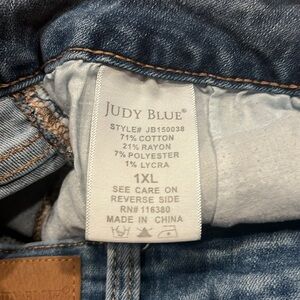 JUDY BLUE®
STYLE# JB150038
71% COTTON
21% RAYON
7% POLYESTER
1% LYCRA
1XL
SEE CARE ON
REVERSE SIDE
RN# 116380
MADE IN CHINA